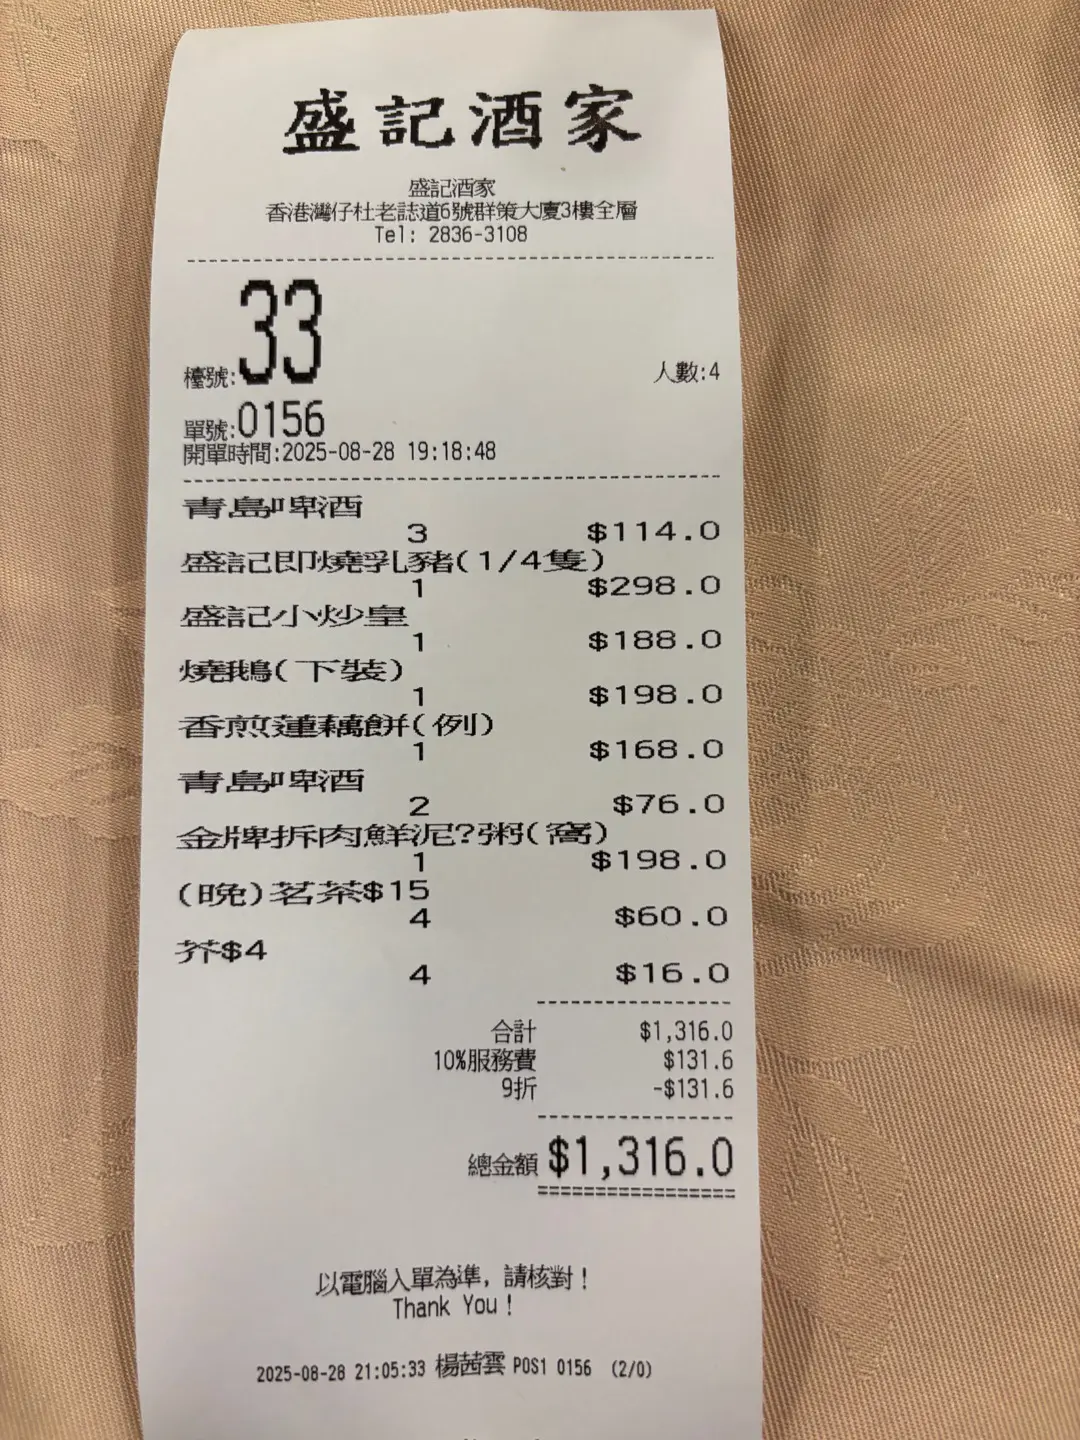 盛記酒家
盛記酒家
香港灣仔杜老誌道6號群策大廈3樓全層
Tel: 2836-3108
檯號:33 人數:4
單號:0156
開單時間:2025-08-28 19:18:48
青島啤酒
3 $114.0
盛記即燒乳豬(1/4隻)
1 $298.0
盛記小炒皇
1 $188.0
燒鵝(下裝)
1 $198.0
香煎蓮藕餅(例)
1 $168.0
青島啤酒
2 $76.0
金牌拆肉鮮泥?粥(窩)
1 $198.0
(晚)茗茶$15
4 $60.0
芥$4
4 $16.0
合計 $1,316.0
10%服務費 $131.6
9折 -$131.6
總金額 $1,316.0
以電腦入單為準, 請核對!
Thank You!
2025-08-28 21:05:33 楊茜雲 POS1 0156 (2/0)